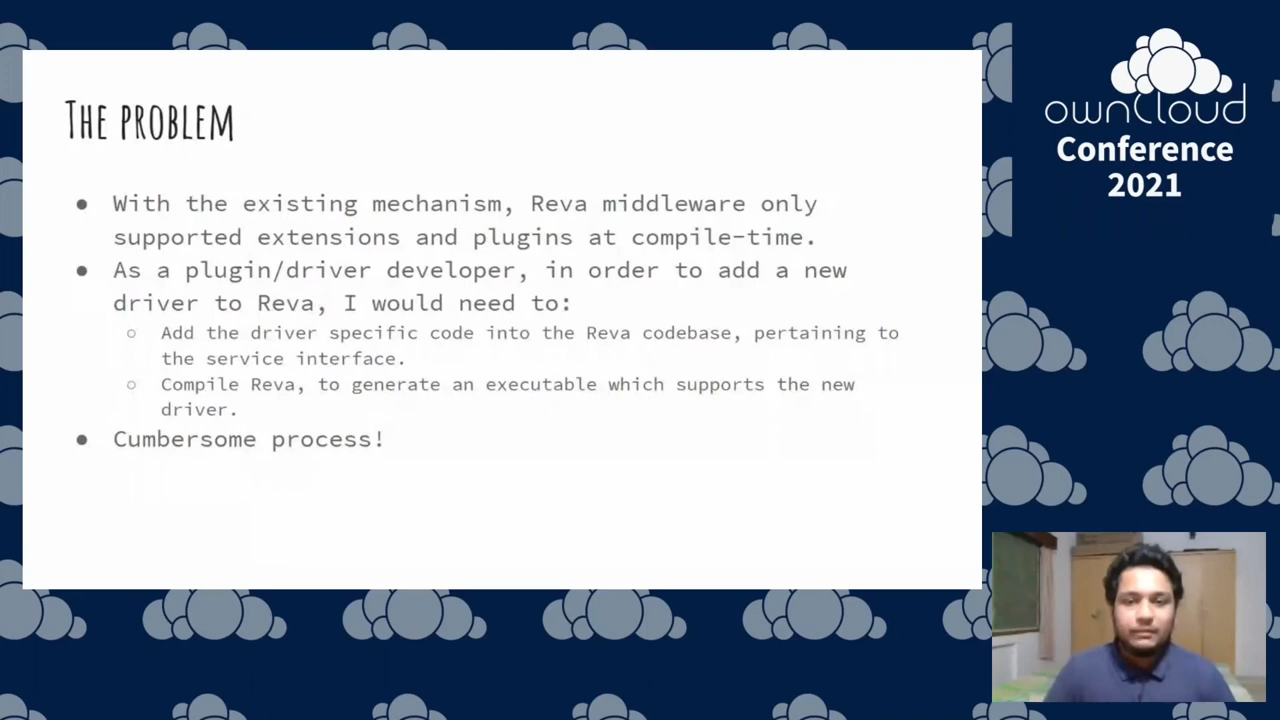 The problem
● With the existing mechanism, Reva middleware only
supported extensions and plugins at compile-time.
● As a plugin/driver developer, in order to add a new
driver to Reva, I would need to:
○ Add the driver specific code into the Reva codebase, pertaining to
the service interface.
○ Compile Reva, to generate an executable which supports the new
driver.
● Cumbersome process!
ownCloud
Conference
2021